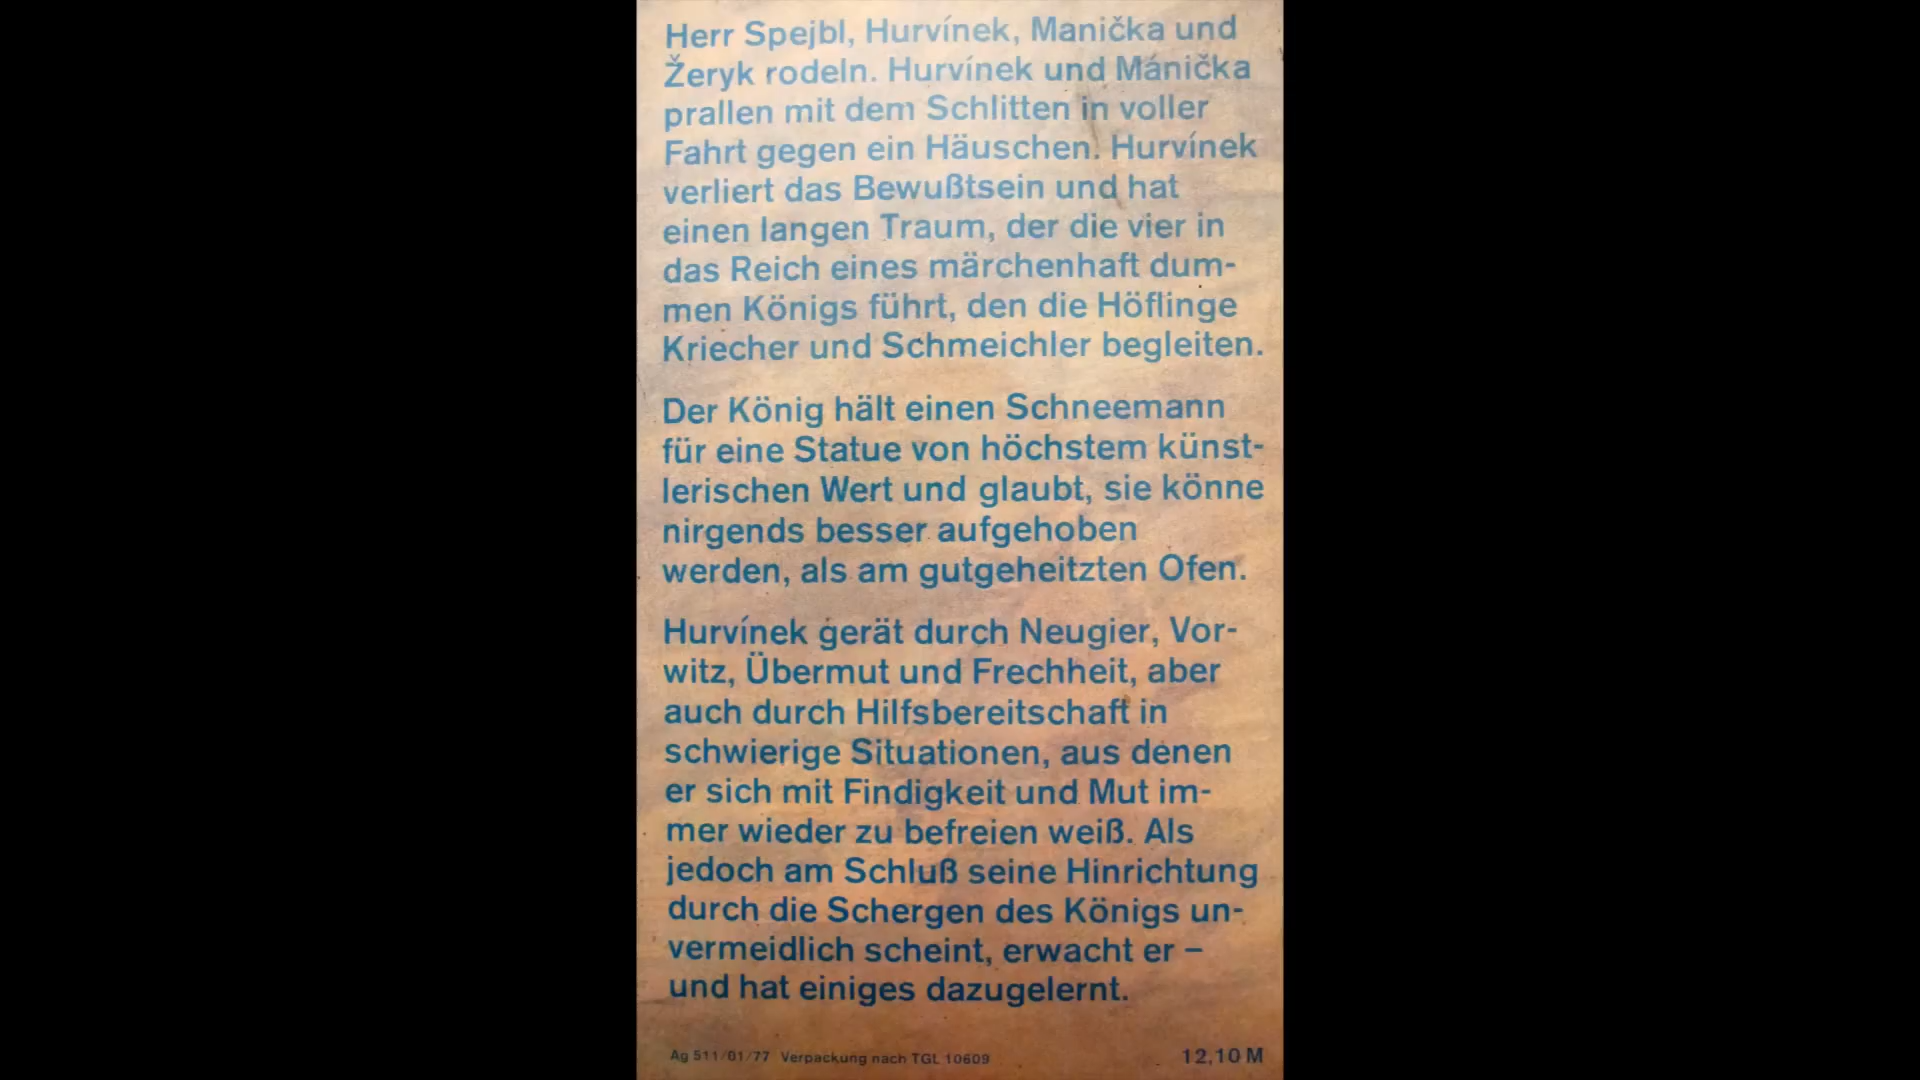 Herr Spejbl, Hurvínek, Manička und
Žeryk rodeln. Hurvínek und Mánička
prallen mit dem Schlitten in voller
Fahrt gegen ein Häuschen. Hurvínek
verliert das Bewußtsein und hat
einen langen Traum, der die vier in
das Reich eines märchenhaft dum-
men Königs führt, den die Höflinge
Kriecher und Schmeichler begleiten.
Der König hält einen Schneemann
für eine Statue von höchstem künst-
lerischen Wert und glaubt, sie könne
nirgends besser aufgehoben
werden, als am gutgeheitzten Ofen.
Hurvínek gerät durch Neugier, Vor-
witz, Übermut und Frechheit, aber
auch durch Hilfsbereitschaft in
schwierige Situationen, aus denen
er sich mit Findigkeit und Mut im-
mer wieder zu befreien weiß. Als
jedoch am Schluß seine Hinrichtung
durch die Schergen des Königs un-
vermeidlich scheint, erwacht er –
und hat einiges dazugelernt.
Ag 511/01/77 Verpackung nach TGL 10609 12,10 M